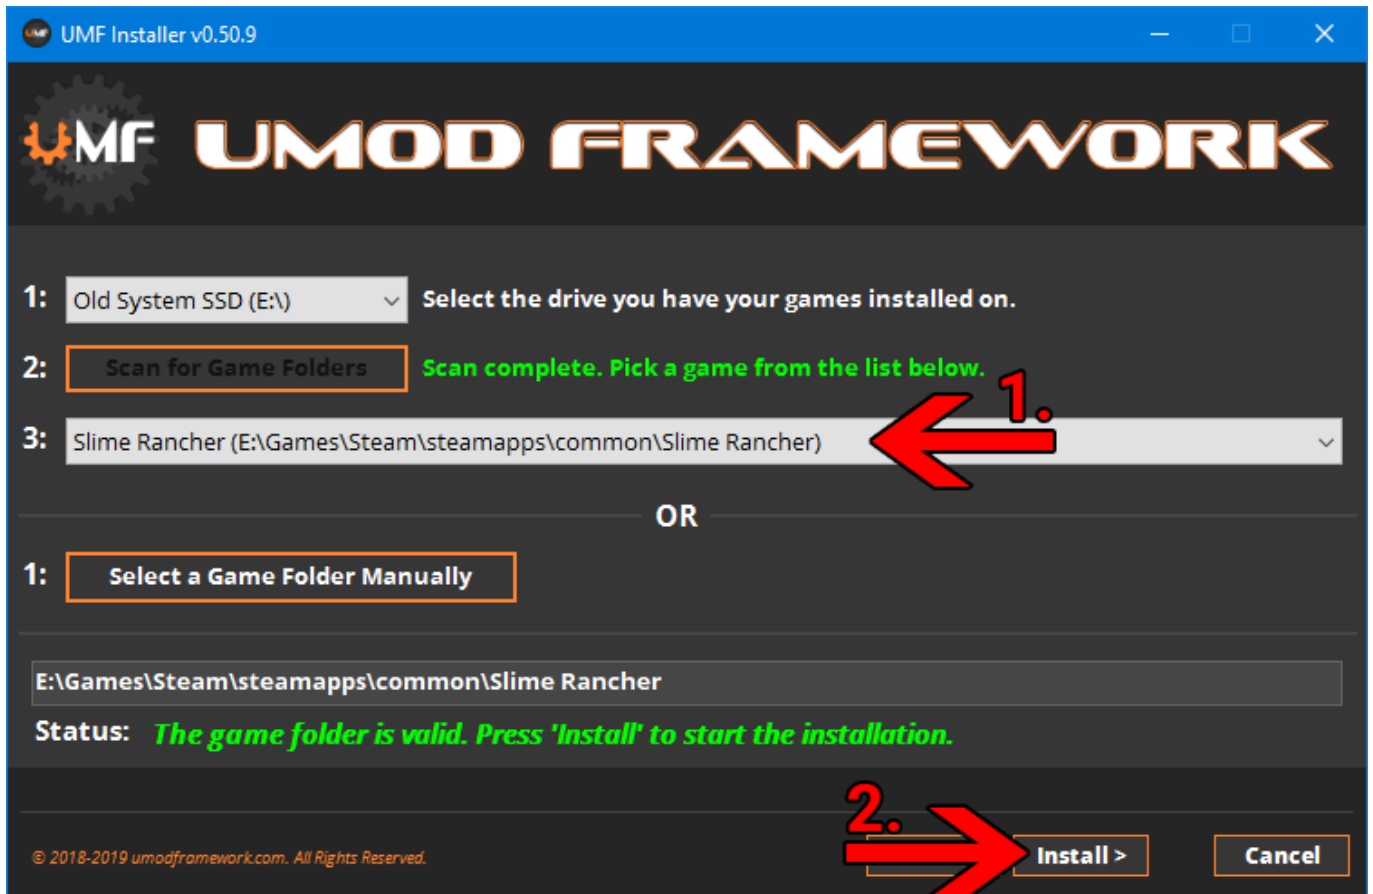 UMF Installer v0.50.9
UMF UMOD FRAMEWORK
1: Old System SSD (E:\) Select the drive you have your games installed on.
2: Scan for Game Folders Scan complete. Pick a game from the list below.
1.
3: Slime Rancher (E:\Games\Steam\steamapps\common\Slime Rancher)
OR
1: Select a Game Folder Manually
E:\Games\Steam\steamapps\common\Slime Rancher
Status: The game folder is valid. Press 'Install' to start the installation.
2.
© 2018-2019 umodframework.com. All Rights Reserved. Install > Cancel